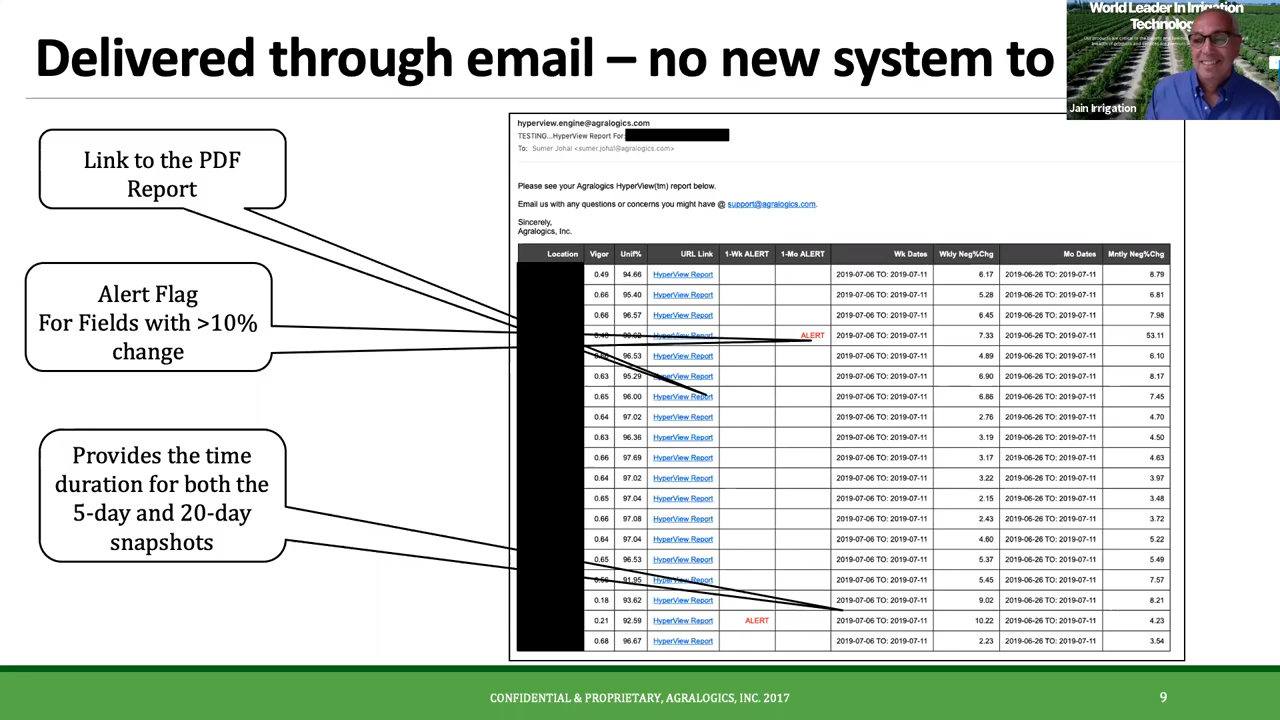 Delivered through email – no new system to
World Leader In Irrigation
Jain Irrigation
Link to the PDF
Report
Alert Flag
For Fields with >10%
change
Provides the time
duration for both the
5-day and 20-day
snapshots
hyperview.engine@agralogics.com
TESTING...HyperView Report For:
To: Sumer Johal <sumer.johal@agralogics.com>
Please see your Agralogics HyperView(tm) report below.
Email us with any questions or concerns you might have @ support@agralogics.com.
Sincerely,
Agralogics, Inc.
Location Vigor Unif% URL Link 1-Wk ALERT 1-Mo ALERT Wk Dates Wkly Neg%Chg Mo Dates Mntly Neg%Chg
0.49 94.66 HyperView Report 2019-07-06 TO: 2019-07-11 6.17 2019-06-26 TO: 2019-07-11 8.79
0.66 95.40 HyperView Report 2019-07-06 TO: 2019-07-11 5.28 2019-06-26 TO: 2019-07-11 6.81
0.66 96.57 HyperView Report 2019-07-06 TO: 2019-07-11 6.45 2019-06-26 TO: 2019-07-11 7.98
HyperView Report ALERT 2019-07-06 TO: 2019-07-11 7.33 2019-06-26 TO: 2019-07-11 53.11
96.53 HyperView Report 2019-07-06 TO: 2019-07-11 4.89 2019-06-26 TO: 2019-07-11 6.10
0.63 95.29 HyperView Report 2019-07-06 TO: 2019-07-11 6.90 2019-06-26 TO: 2019-07-11 8.17
0.65 96.00 HyperView Report 2019-07-06 TO: 2019-07-11 6.86 2019-06-26 TO: 2019-07-11 7.45
0.64 97.02 HyperView Report 2019-07-06 TO: 2019-07-11 2.76 2019-06-26 TO: 2019-07-11 4.70
0.63 96.36 HyperView Report 2019-07-06 TO: 2019-07-11 3.19 2019-06-26 TO: 2019-07-11 4.50
0.66 97.69 HyperView Report 2019-07-06 TO: 2019-07-11 3.17 2019-06-26 TO: 2019-07-11 4.63
0.64 97.02 HyperView Report 2019-07-06 TO: 2019-07-11 3.22 2019-06-26 TO: 2019-07-11 3.97
0.65 97.04 HyperView Report 2019-07-06 TO: 2019-07-11 2.15 2019-06-26 TO: 2019-07-11 3.48
0.66 97.08 HyperView Report 2019-07-06 TO: 2019-07-11 2.43 2019-06-26 TO: 2019-07-11 3.72
0.64 97.04 HyperView Report 2019-07-06 TO: 2019-07-11 4.60 2019-06-26 TO: 2019-07-11 5.22
0.65 96.53 HyperView Report 2019-07-06 TO: 2019-07-11 5.37 2019-06-26 TO: 2019-07-11 5.49
91.95 HyperView Report 2019-07-06 TO: 2019-07-11 5.45 2019-06-26 TO: 2019-07-11 7.57
0.18 93.62 HyperView Report 2019-07-06 TO: 2019-07-11 9.02 2019-06-26 TO: 2019-07-11 8.21
0.21 92.59 HyperView Report ALERT 2019-07-06 TO: 2019-07-11 10.22 2019-06-26 TO: 2019-07-11 4.23
0.68 96.67 HyperView Report 2019-07-06 TO: 2019-07-11 2.23 2019-06-26 TO: 2019-07-11 3.54
CONFIDENTIAL & PROPRIETARY, AGRALOGICS, INC. 2017
9